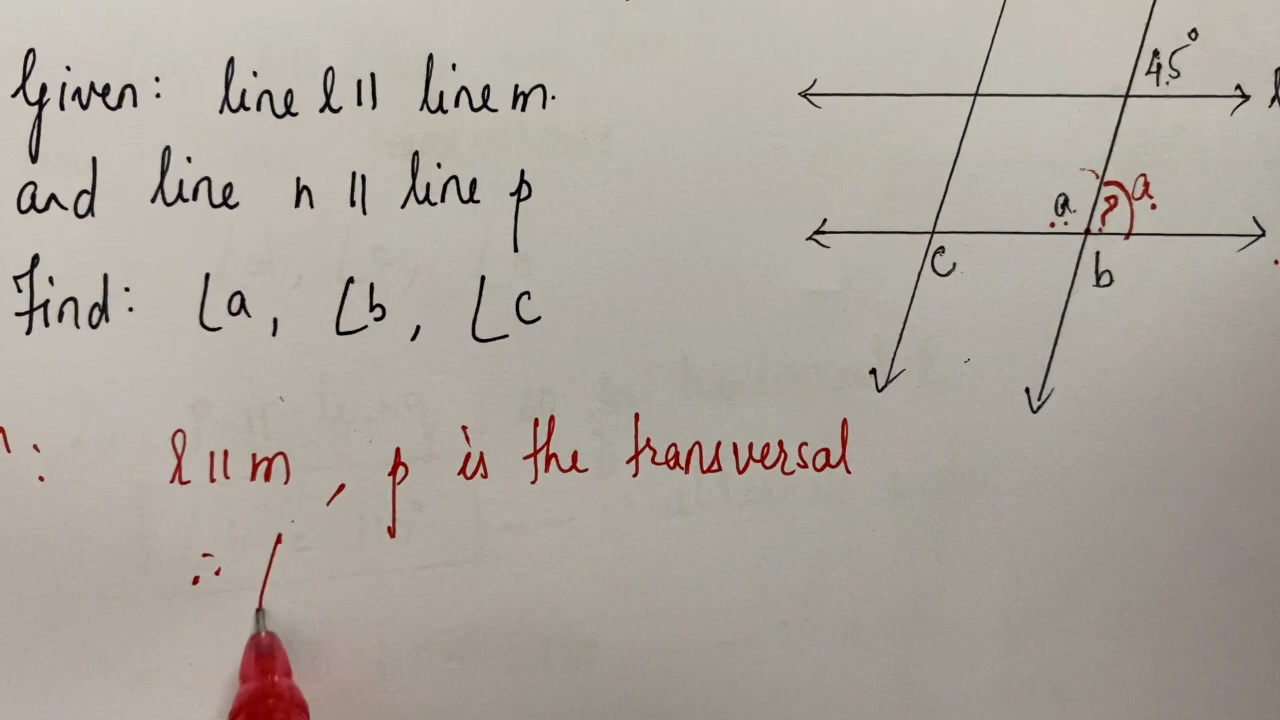 Given: line l || line m.
and line n || line p
Find: ∠a, ∠b, ∠c
: l || m, p is the transversal
∴
45°
l
a ? a
c b